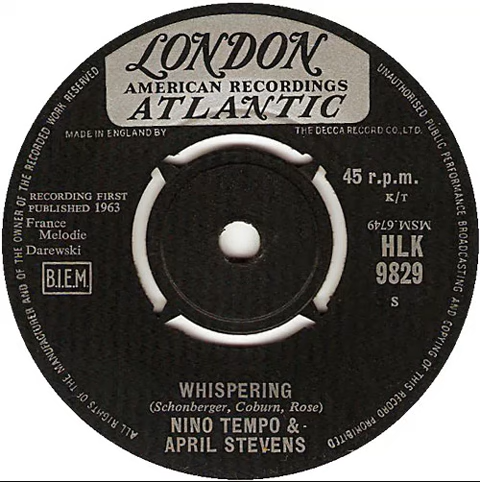 LONDON
AMERICAN RECORDINGS
ATLANTIC
MADE IN ENGLAND BY THE DECCA RECORD CO., LTD.
ALL RIGHTS OF THE MANUFACTURER AND OF THE OWNER OF THE RECORDED WORK RESERVED
UNAUTHORISED PUBLIC PERFORMANCE BROADCASTING AND COPYING OF THIS RECORD PROHIBITED
45 r.p.m.
K/T
RECORDING FIRST
PUBLISHED 1963
France
Melodie
Darewski
B.I.E.M.
MSM.6749
HLK
9829
S
WHISPERING
(Schonberger, Coburn, Rose)
NINO TEMPO &
APRIL STEVENS